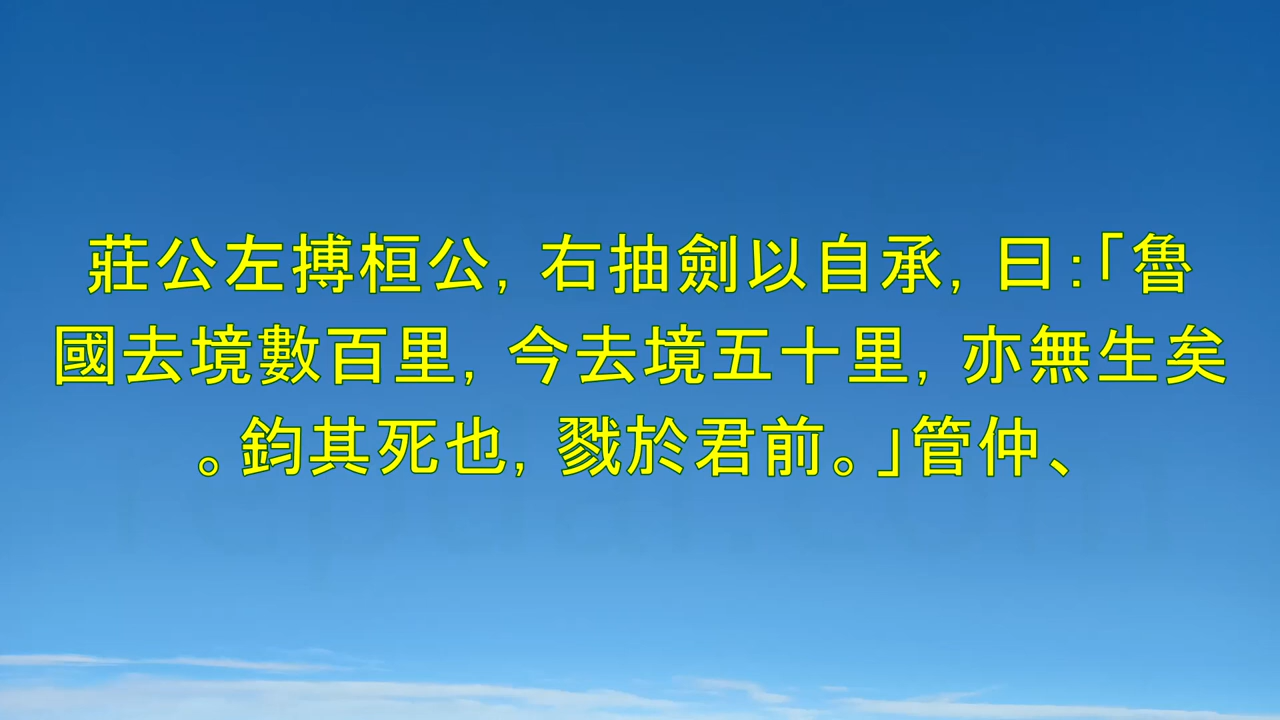 莊公左搏桓公，右抽劍以自承，曰：「魯
國去境數百里，今去境五十里，亦無生矣
。鈞其死也，戮於君前。」管仲、